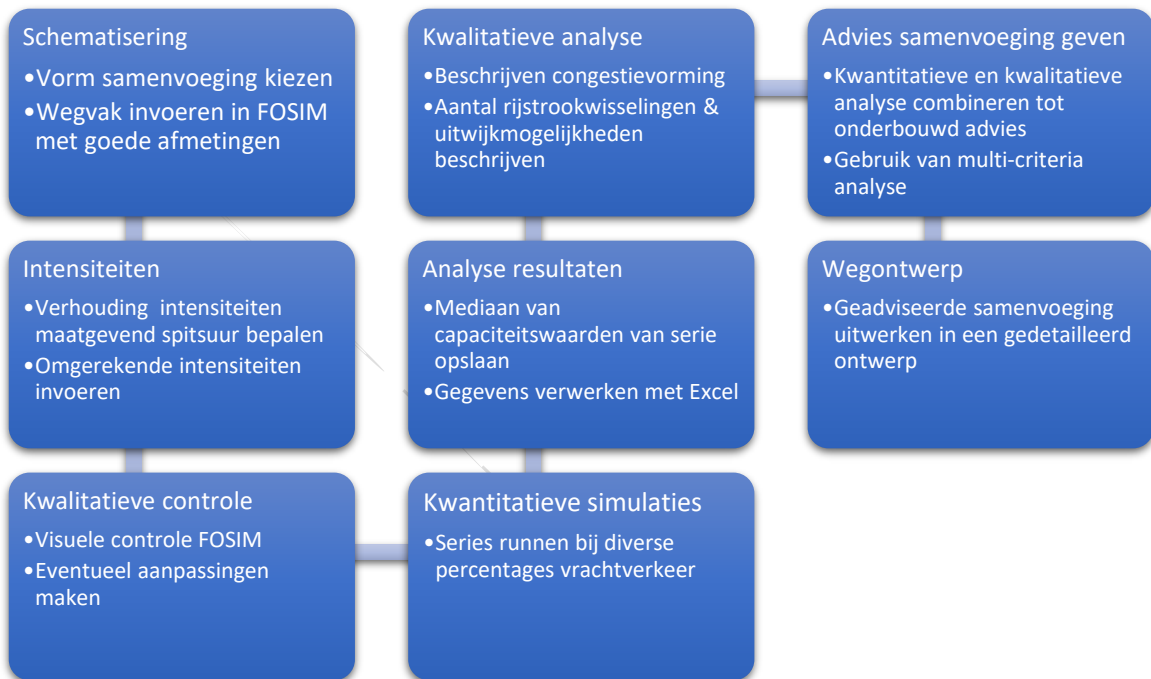 Schematisering
•Vorm samenvoeging kiezen
•Wegvak invoeren in FOSIM
met goede afmetingen
Intensiteiten
•Verhouding intensiteiten
maatgevend spitsuur bepalen
•Omgerekende intensiteiten
invoeren
Kwalitatieve controle
•Visuele controle FOSIM
•Eventueel aanpassingen
maken
Kwantitatieve simulaties
•Series runnen bij diverse
percentages vrachtverkeer
Analyse resultaten
•Mediaan van
capaciteitswaarden van serie
opslaan
•Gegevens verwerken met Excel
Kwalitatieve analyse
•Beschrijven congestievorming
•Aantal rijstrookwisselingen &
uitwijkmogelijkheden
beschrijven
Advies samenvoeging geven
•Kwantitatieve en kwalitatieve
analyse combineren tot
onderbouwd advies
•Gebruik van multi-criteria
analyse
Wegontwerp
•Geadviseerde samenvoeging
uitwerken in een gedetailleerd
ontwerp